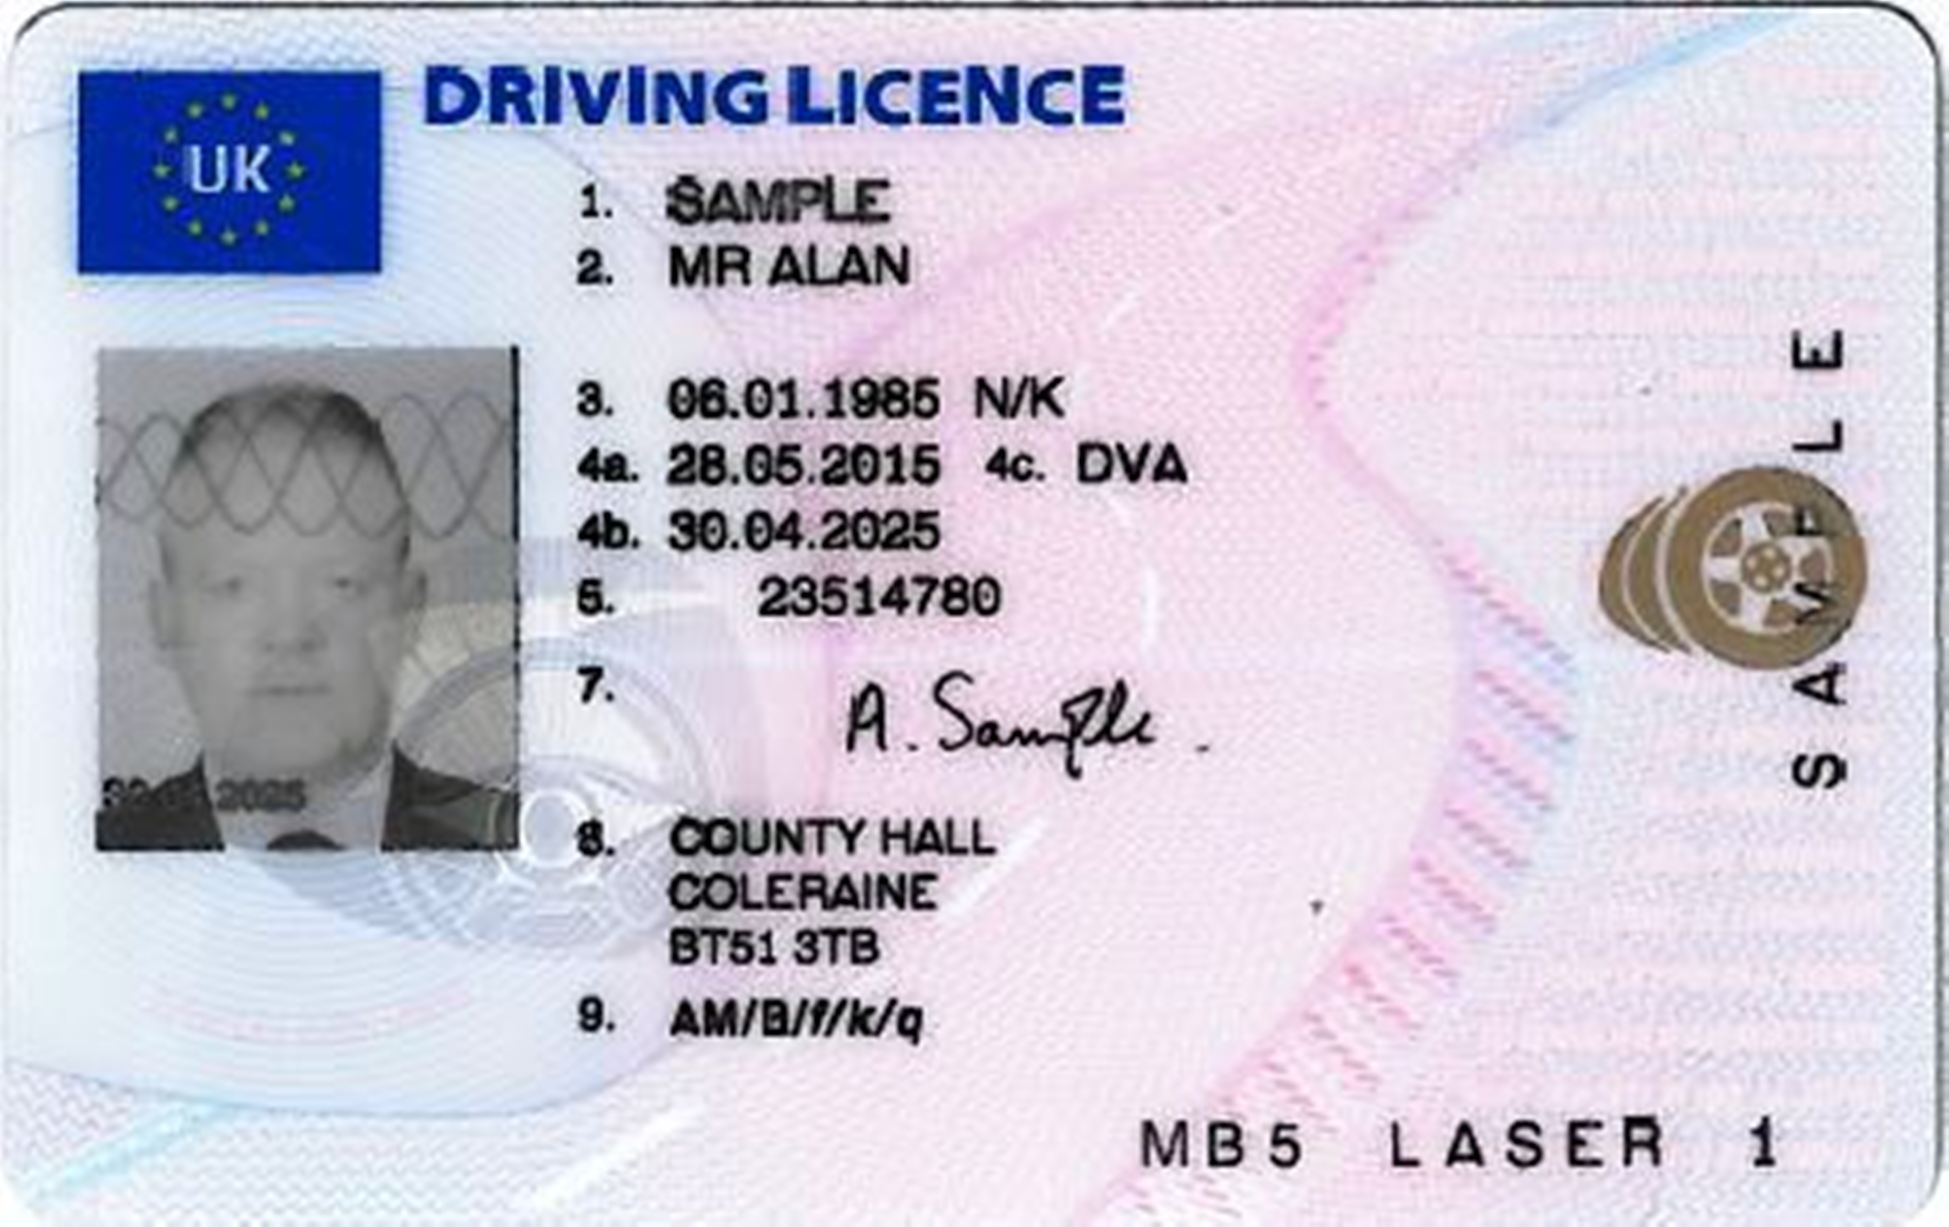 DRIVING LICENCE
UK
1. SAMPLE
2. MR ALAN
3. 06.01.1985 N/K
4a. 28.05.2015 4c. DVA
4b. 30.04.2025
5. 23514780
7. A. Sample.
8. COUNTY HALL
COLERAINE
BT51 3TB
9. AM/B/f/k/q
2025
SAMPLE
MB5 LASER 1